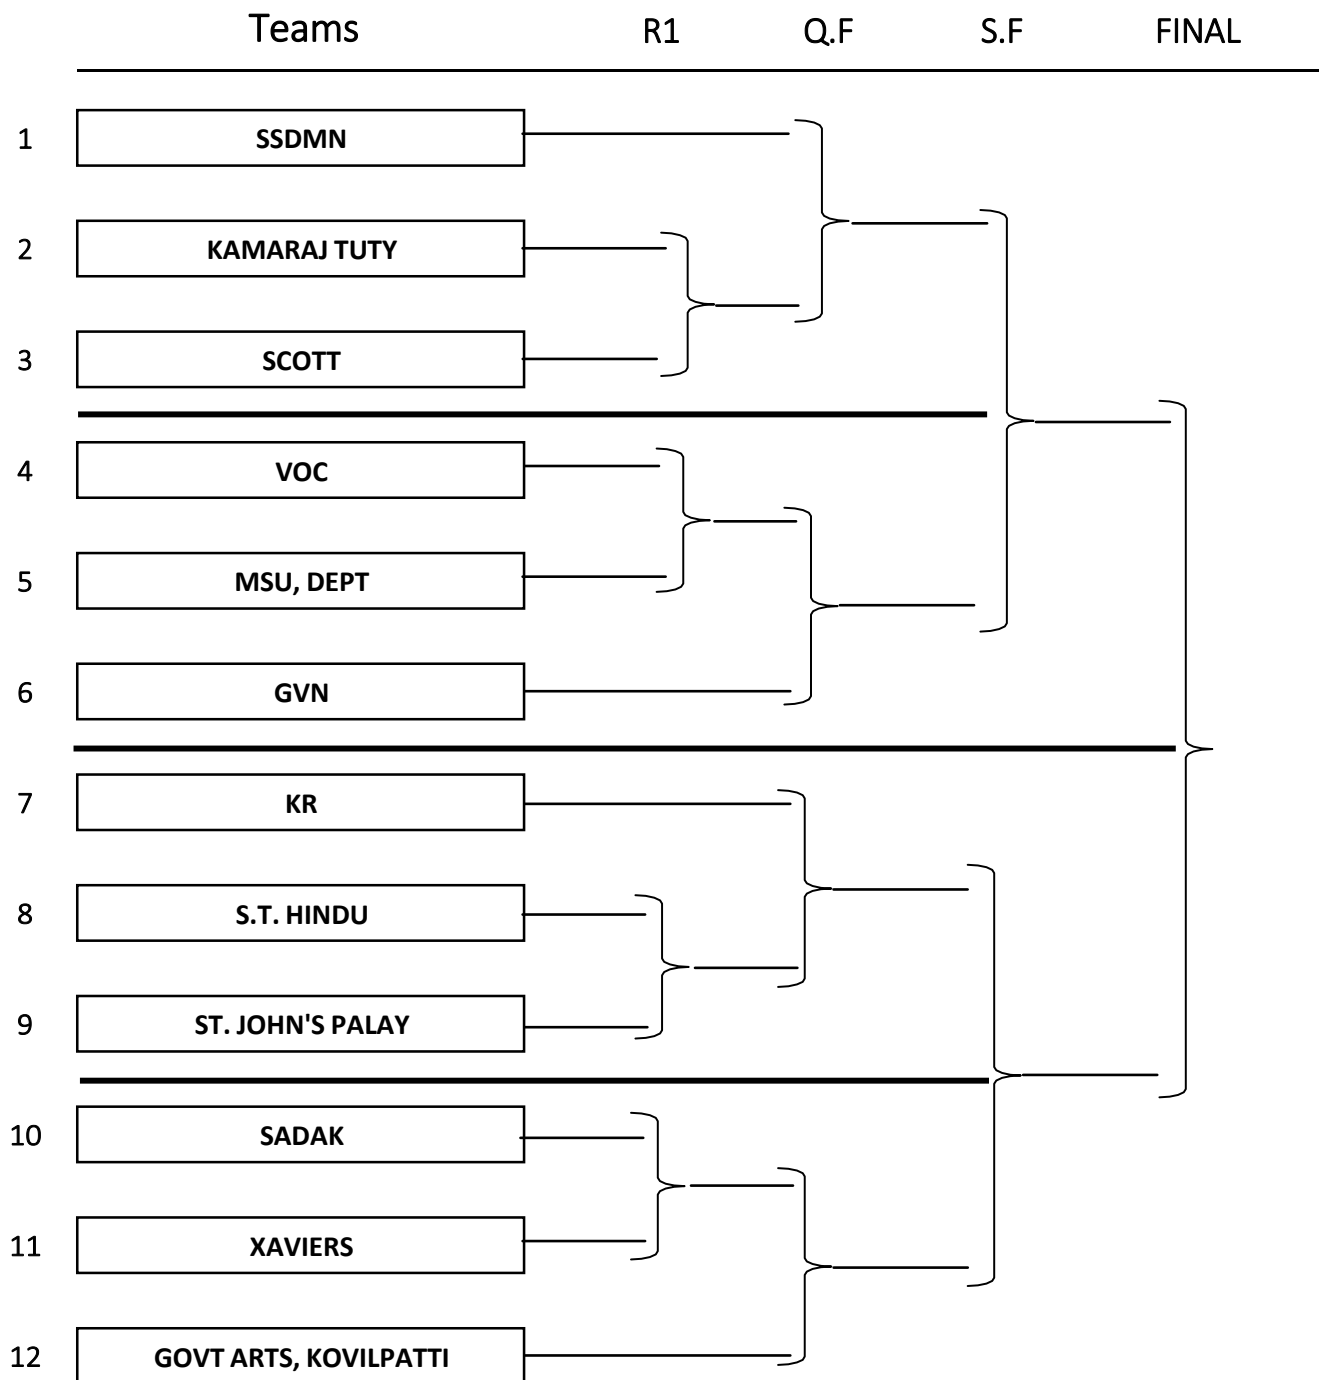 Teams R1 Q.F S.F FINAL
1 SSDMN
2 KAMARAJ TUTY
3 SCOTT
4 VOC
5 MSU, DEPT
6 GVN
7 KR
8 S.T. HINDU
9 ST. JOHN'S PALAY
10 SADAK
11 XAVIERS
12 GOVT ARTS, KOVILPATTI